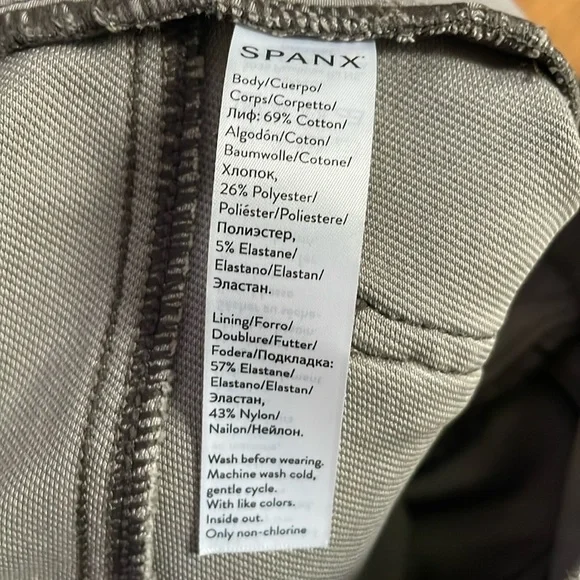 SPANX
Body/Cuerpo/
Corps/Corpetto/
Лиф: 69% Cotton/
Algodón/Coton/
Baumwolle/Cotone/
Хлопок,
26% Polyester/
Poliéster/Poliestere/
Полиэстер,
5% Elastane/
Elastano/Elastan/
Эластан.
Lining/Forro/
Doublure/Futter/
Fodera/Подкладка:
57% Elastane/
Elastano/Elastan/
Эластан,
43% Nylon/
Nailon/Нейлон.
Wash before wearing.
Machine wash cold,
gentle cycle.
With like colors.
Inside out.
Only non-chlorine